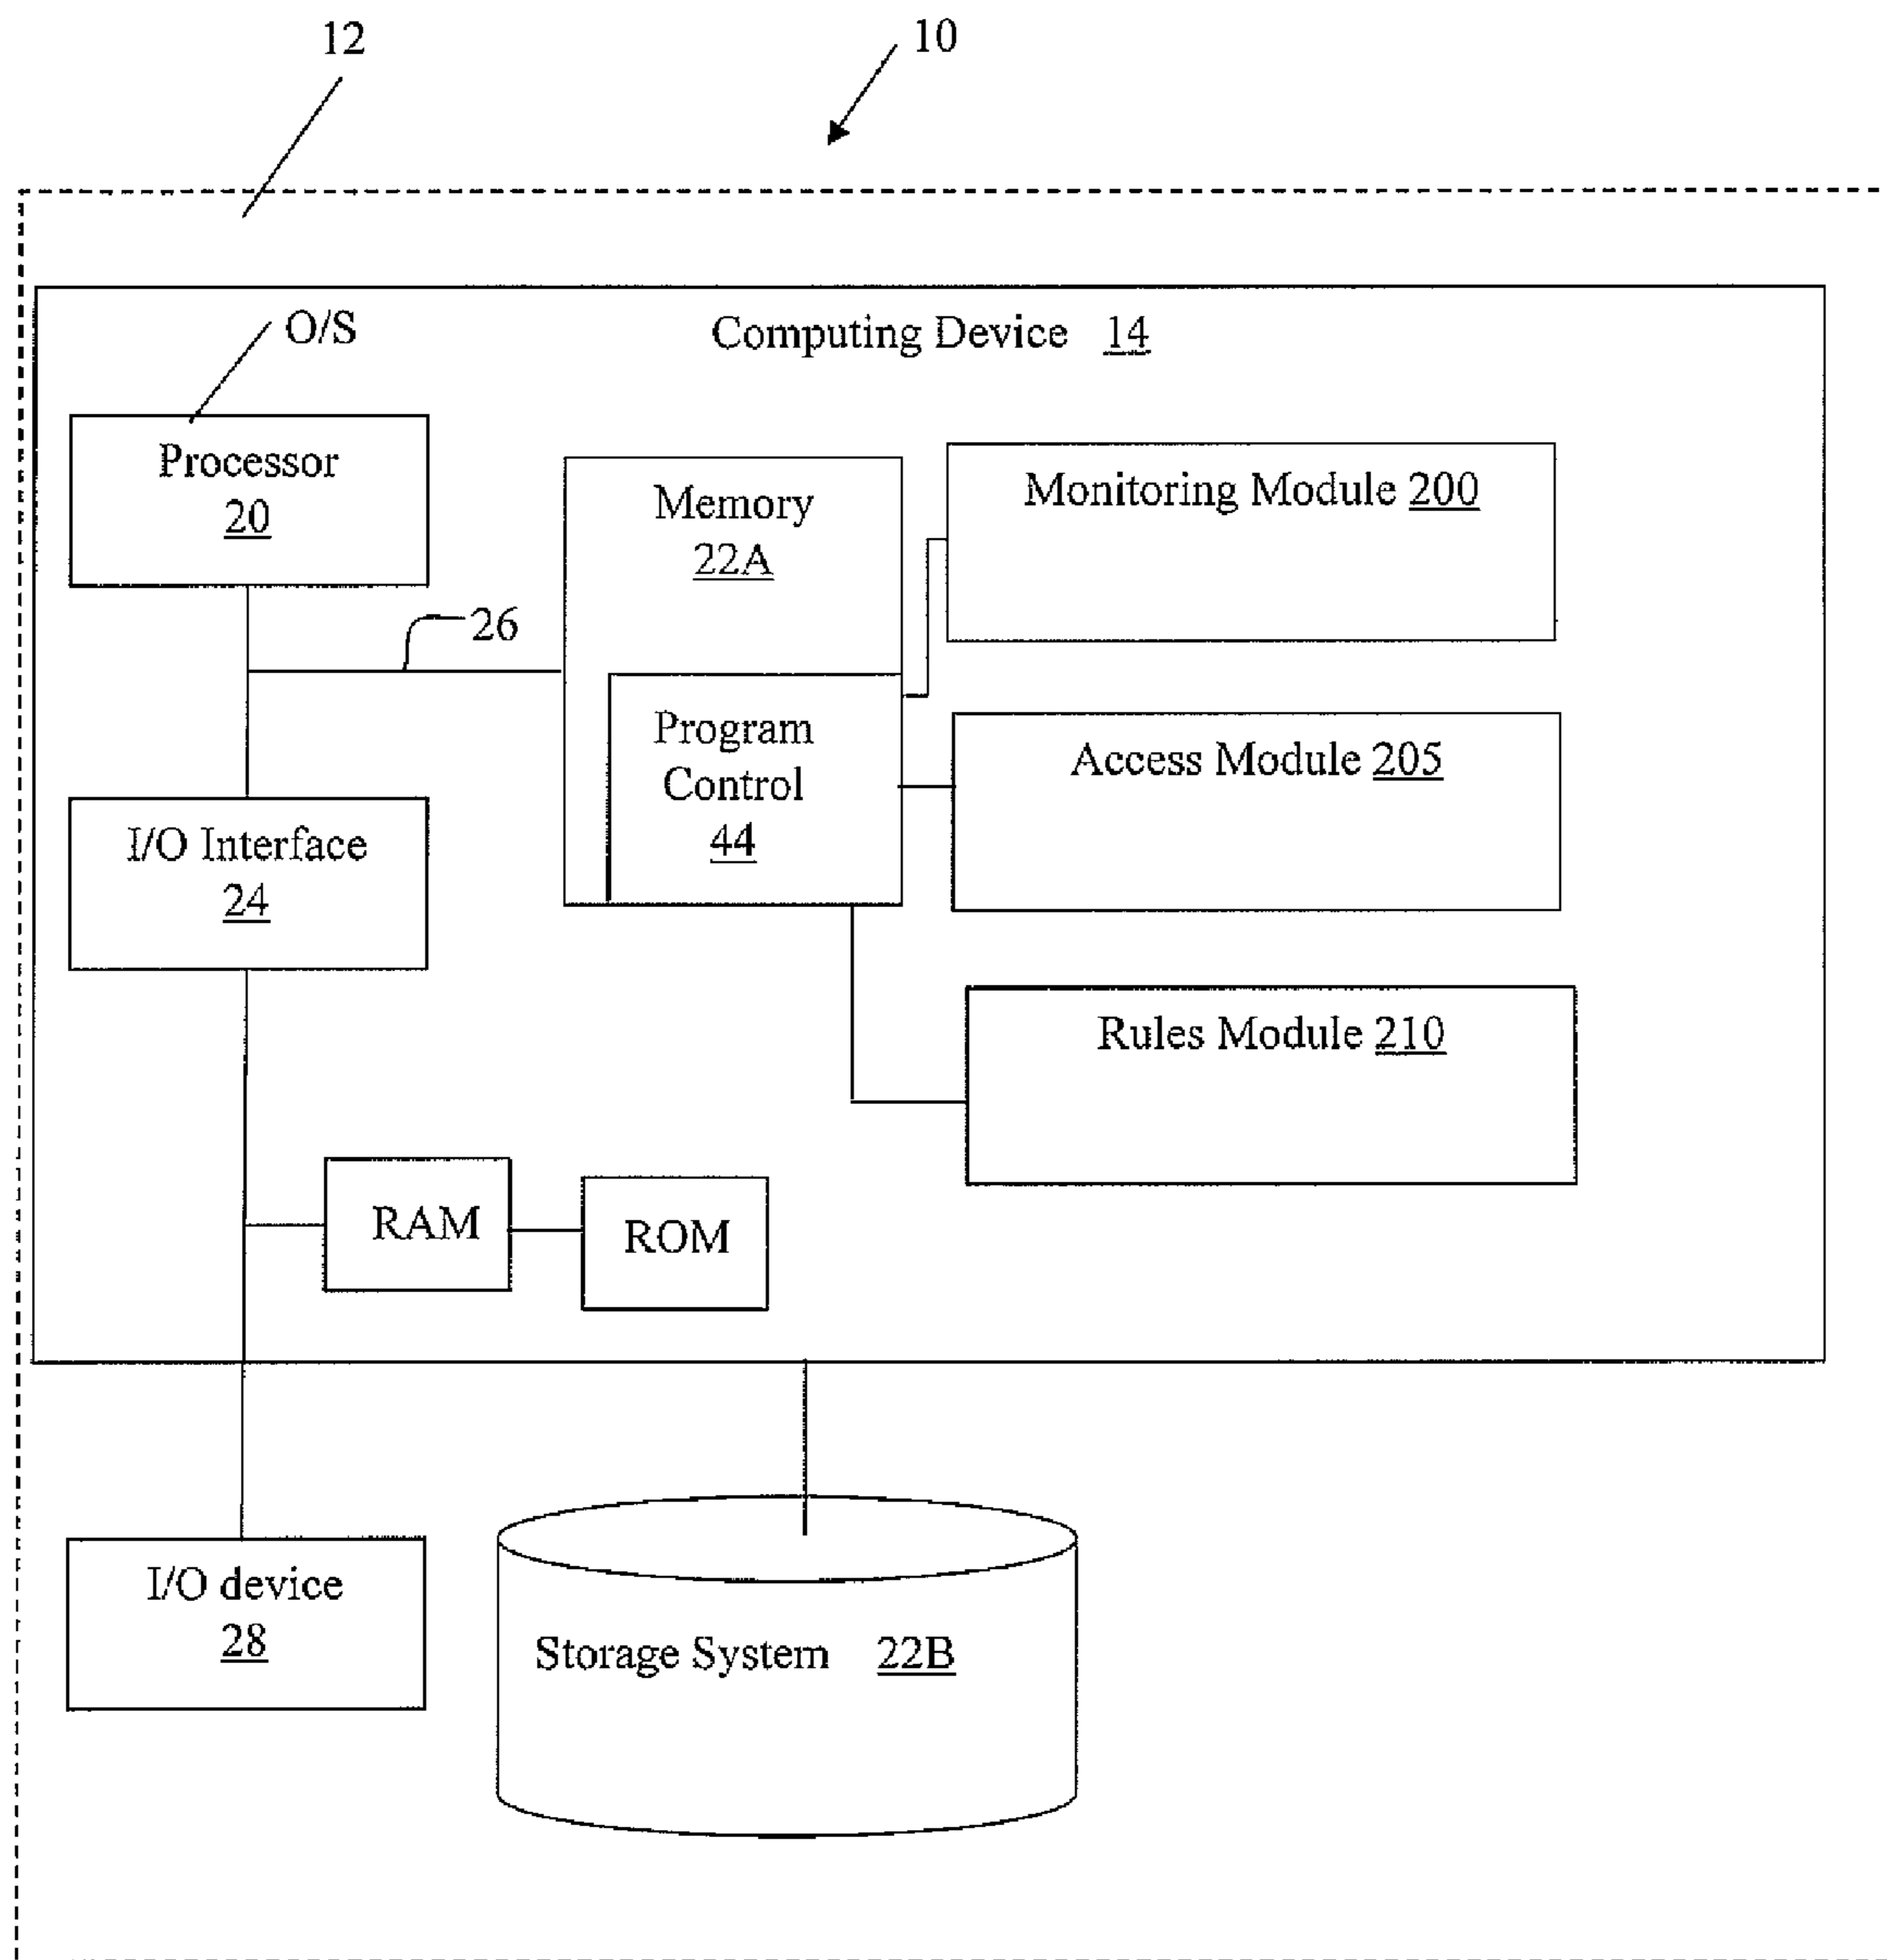 12
10
O/S
Computing Device 14
Processor
20
Memory
22A
Monitoring Module 200
26
Program
Control
44
Access Module 205
I/O Interface
24
Rules Module 210
RAM
ROM
I/O device
28
Storage System 22B